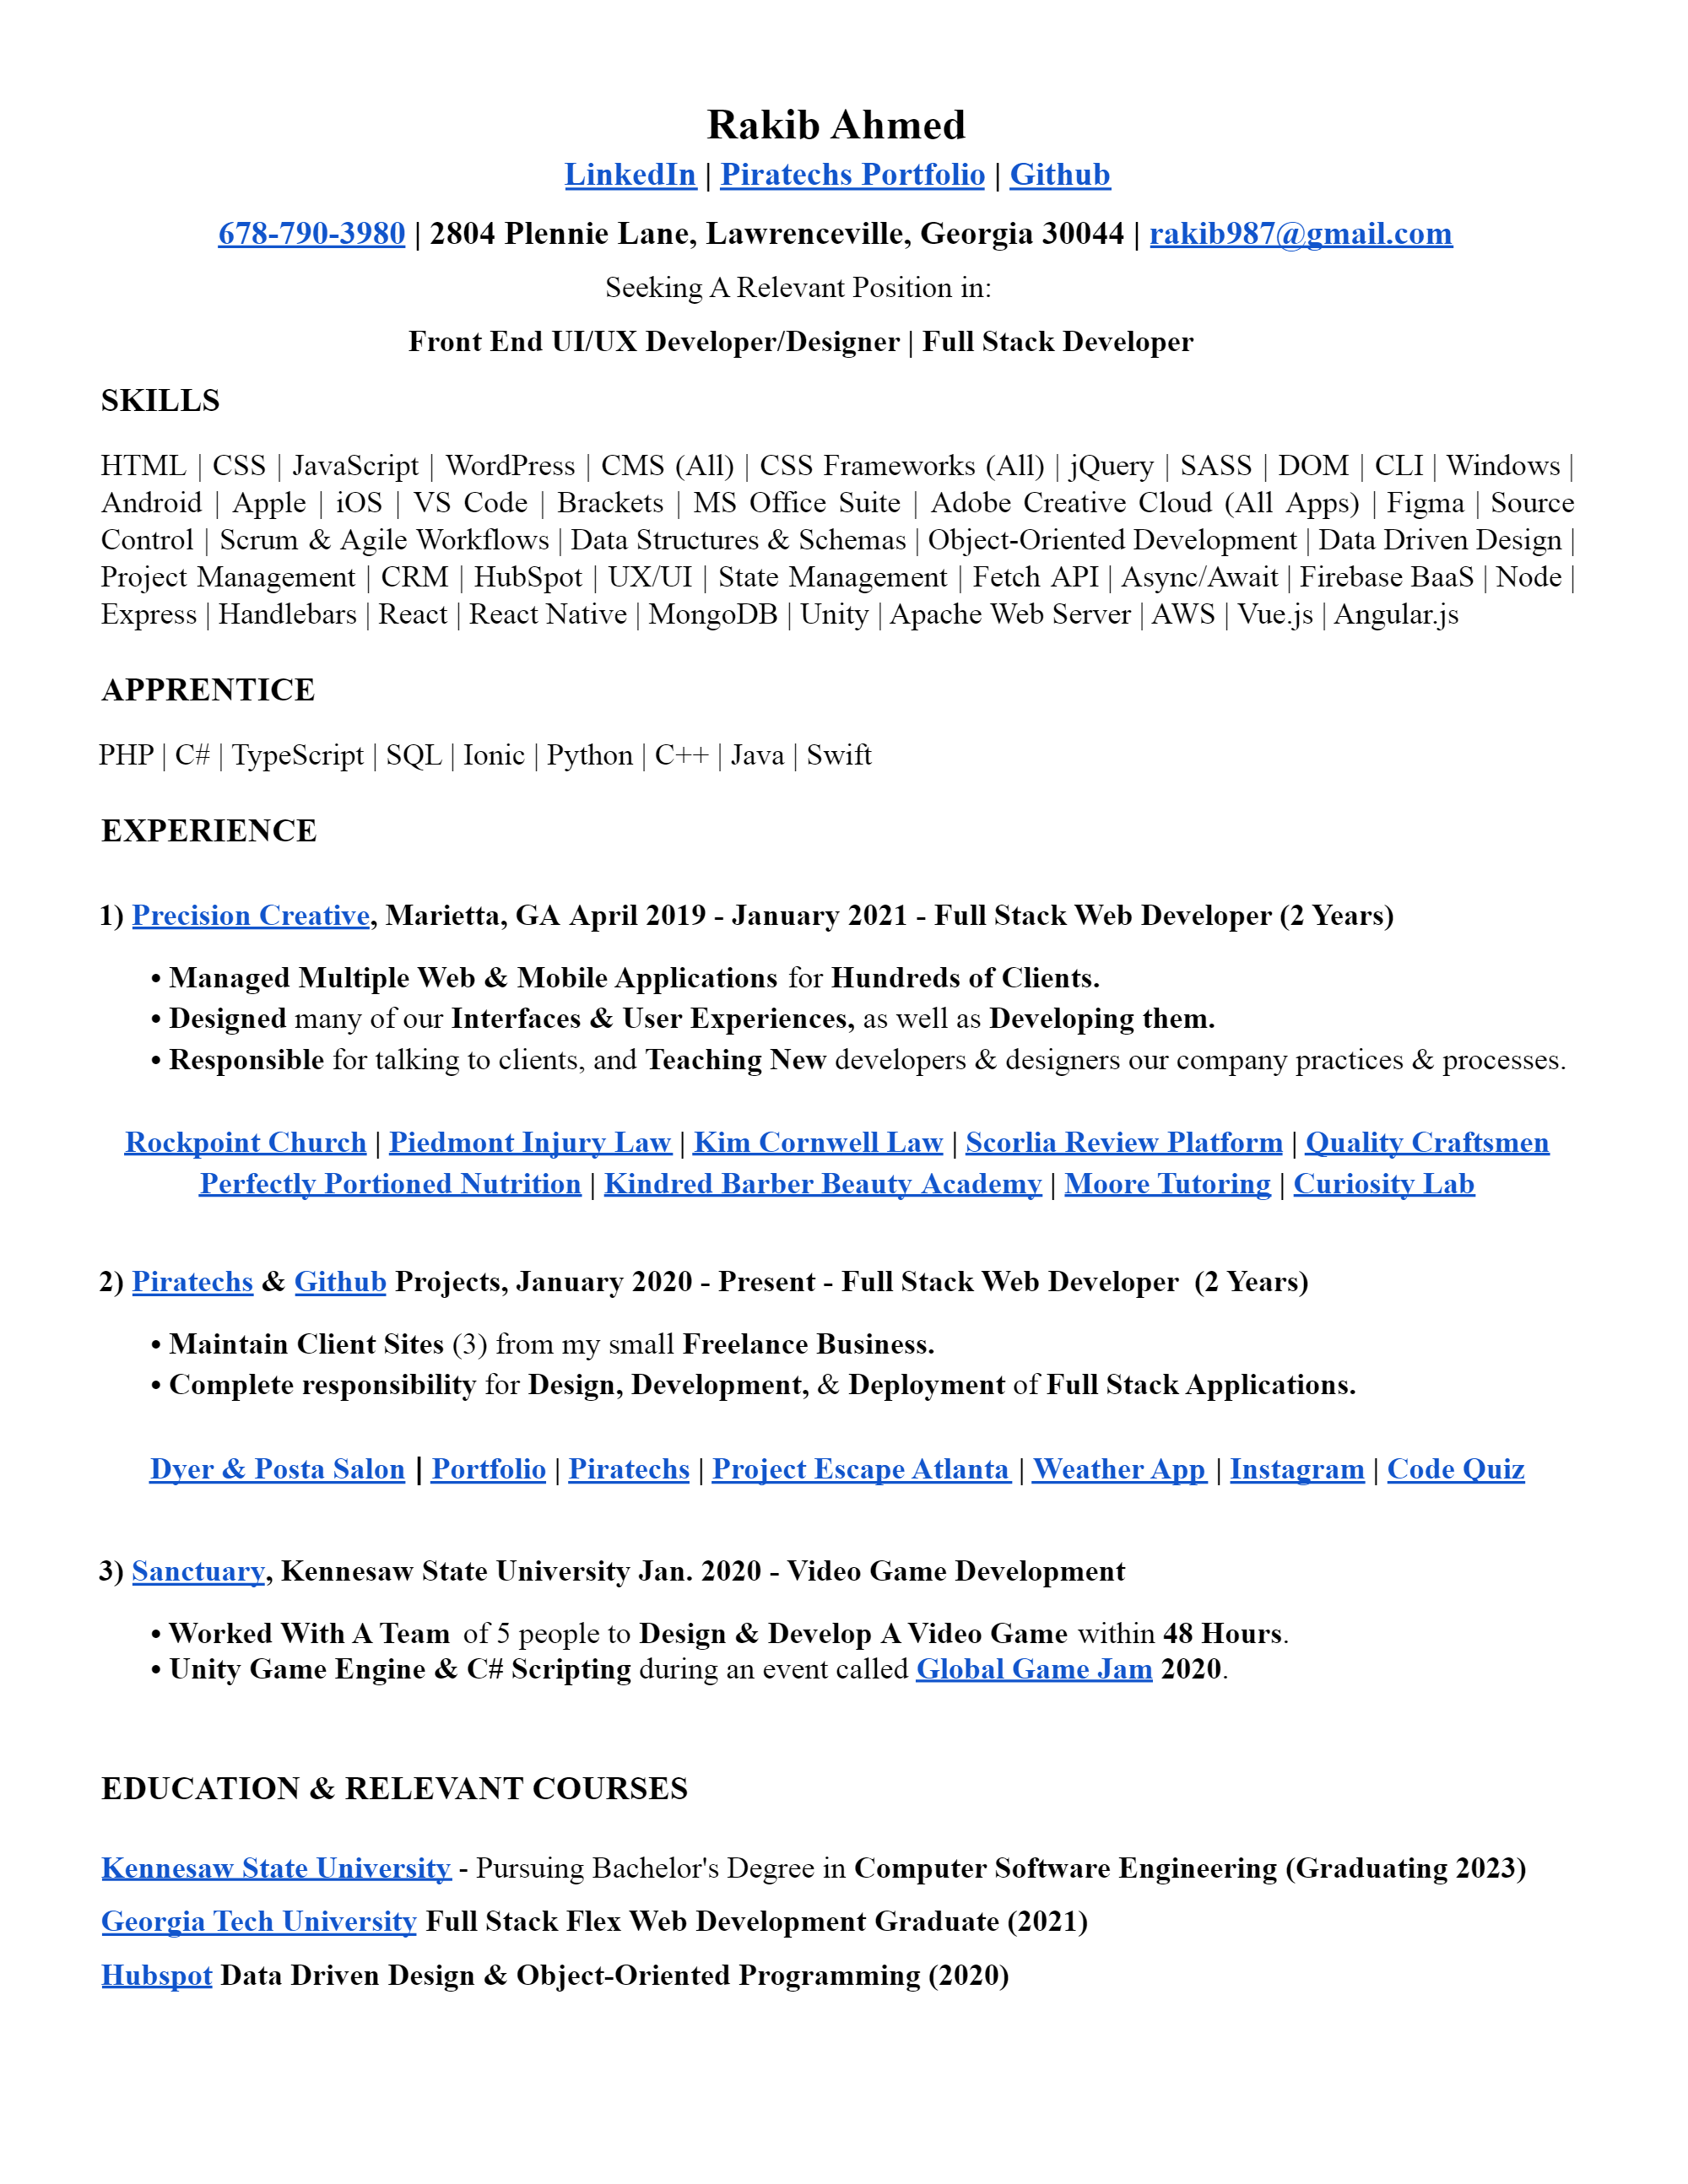 Rakib Ahmed
LinkedIn | Piratechs Portfolio | Github
678-790-3980 | 2804 Plennie Lane, Lawrenceville, Georgia 30044 | rakib987@gmail.com
Seeking A Relevant Position in:
Front End UI/UX Developer/Designer | Full Stack Developer
SKILLS
HTML | CSS | JavaScript | WordPress | CMS (All) | CSS Frameworks (All) | jQuery | SASS | DOM | CLI | Windows |
Android | Apple | iOS | VS Code | Brackets | MS Office Suite | Adobe Creative Cloud (All Apps) | Figma | Source
Control | Scrum & Agile Workflows | Data Structures & Schemas | Object-Oriented Development | Data Driven Design |
Project Management | CRM | HubSpot | UX/UI | State Management | Fetch API | Async/Await | Firebase BaaS | Node |
Express | Handlebars | React | React Native | MongoDB | Unity | Apache Web Server | AWS | Vue.js | Angular.js
APPRENTICE
PHP | C# | TypeScript | SQL | Ionic | Python | C++ | Java | Swift
EXPERIENCE
1) Precision Creative, Marietta, GA April 2019 - January 2021 - Full Stack Web Developer (2 Years)
• Managed Multiple Web & Mobile Applications for Hundreds of Clients.
• Designed many of our Interfaces & User Experiences, as well as Developing them.
• Responsible for talking to clients, and Teaching New developers & designers our company practices & processes.
Rockpoint Church | Piedmont Injury Law | Kim Cornwell Law | Scorlia Review Platform | Quality Craftsmen
Perfectly Portioned Nutrition | Kindred Barber Beauty Academy | Moore Tutoring | Curiosity Lab
2) Piratechs & Github Projects, January 2020 - Present - Full Stack Web Developer (2 Years)
• Maintain Client Sites (3) from my small Freelance Business.
• Complete responsibility for Design, Development, & Deployment of Full Stack Applications.
Dyer & Posta Salon | Portfolio | Piratechs | Project Escape Atlanta | Weather App | Instagram | Code Quiz
3) Sanctuary, Kennesaw State University Jan. 2020 - Video Game Development
• Worked With A Team of 5 people to Design & Develop A Video Game within 48 Hours.
• Unity Game Engine & C# Scripting during an event called Global Game Jam 2020.
EDUCATION & RELEVANT COURSES
Kennesaw State University - Pursuing Bachelor's Degree in Computer Software Engineering (Graduating 2023)
Georgia Tech University Full Stack Flex Web Development Graduate (2021)
Hubspot Data Driven Design & Object-Oriented Programming (2020)